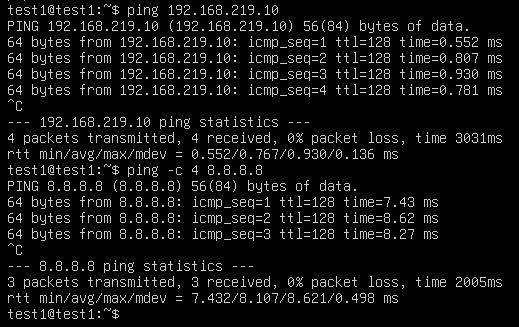 test1@test1:~$ ping 192.168.219.10
PING 192.168.219.10 (192.168.219.10) 56(84) bytes of data.
64 bytes from 192.168.219.10: icmp_seq=1 ttl=128 time=0.552 ms
64 bytes from 192.168.219.10: icmp_seq=2 ttl=128 time=0.807 ms
64 bytes from 192.168.219.10: icmp_seq=3 ttl=128 time=0.930 ms
64 bytes from 192.168.219.10: icmp_seq=4 ttl=128 time=0.781 ms
^C
--- 192.168.219.10 ping statistics ---
4 packets transmitted, 4 received, 0% packet loss, time 3031ms
rtt min/avg/max/mdev = 0.552/0.767/0.930/0.136 ms
test1@test1:~$ ping -c 4 8.8.8.8
PING 8.8.8.8 (8.8.8.8) 56(84) bytes of data.
64 bytes from 8.8.8.8: icmp_seq=1 ttl=128 time=7.43 ms
64 bytes from 8.8.8.8: icmp_seq=2 ttl=128 time=8.62 ms
64 bytes from 8.8.8.8: icmp_seq=3 ttl=128 time=8.27 ms
^C
--- 8.8.8.8 ping statistics ---
3 packets transmitted, 3 received, 0% packet loss, time 2005ms
rtt min/avg/max/mdev = 7.432/8.107/8.621/0.498 ms
test1@test1:~$